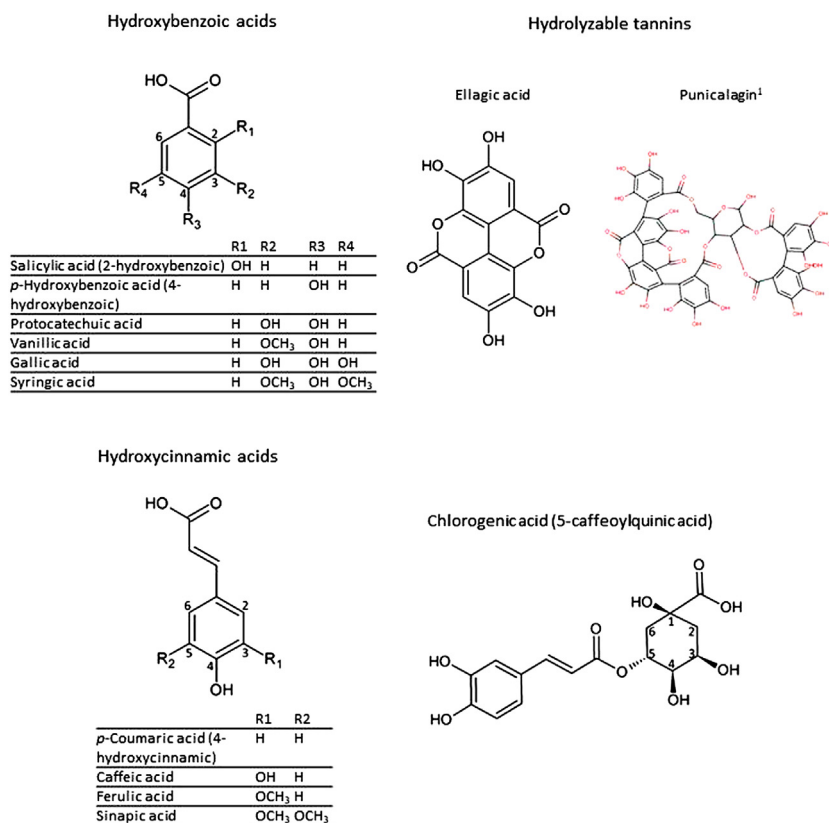 Hydroxybenzoic acids
HO
O
6
2
R₁
5
3
R₄
4
R₂
R₃
R1 R2 R3 R4
Salicylic acid (2-hydroxybenzoic) OH H H H
p-Hydroxybenzoic acid (4- H H OH H
hydroxybenzoic)
Protocatechuic acid H OH OH H
Vanillic acid H OCH₃ OH H
Gallic acid H OH OH OH
Syringic acid H OCH₃ OH OCH₃
Hydrolyzable tannins
Ellagic acid
OH
HO
O
O
O
O
OH
OH
Punicalagin¹
Hydroxycinnamic acids
HO
O
6
2
5
3
R₂
4
R₁
OH
R1 R2
p-Coumaric acid (4- H H
hydroxycinnamic)
Caffeic acid OH H
Ferulic acid OCH₃ H
Sinapic acid OCH₃ OCH₃
Chlorogenic acid (5-caffeoylquinic acid)
O
HO
OH
1
O
6
2
HO
5
3
O
4
OH
HO
OH